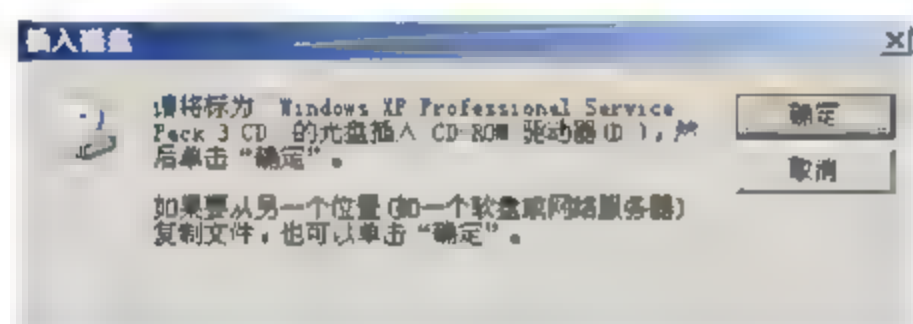 插入磁盘
请将标为 Windows XP Professional Service
Pack 3 CD 的光盘插入 CD-ROM 驱动器(D:)，然
后单击“确定”。
如果要从另一个位置(如一个软盘或网络服务器)
复制文件，也可以单击“确定”。
确定
取消